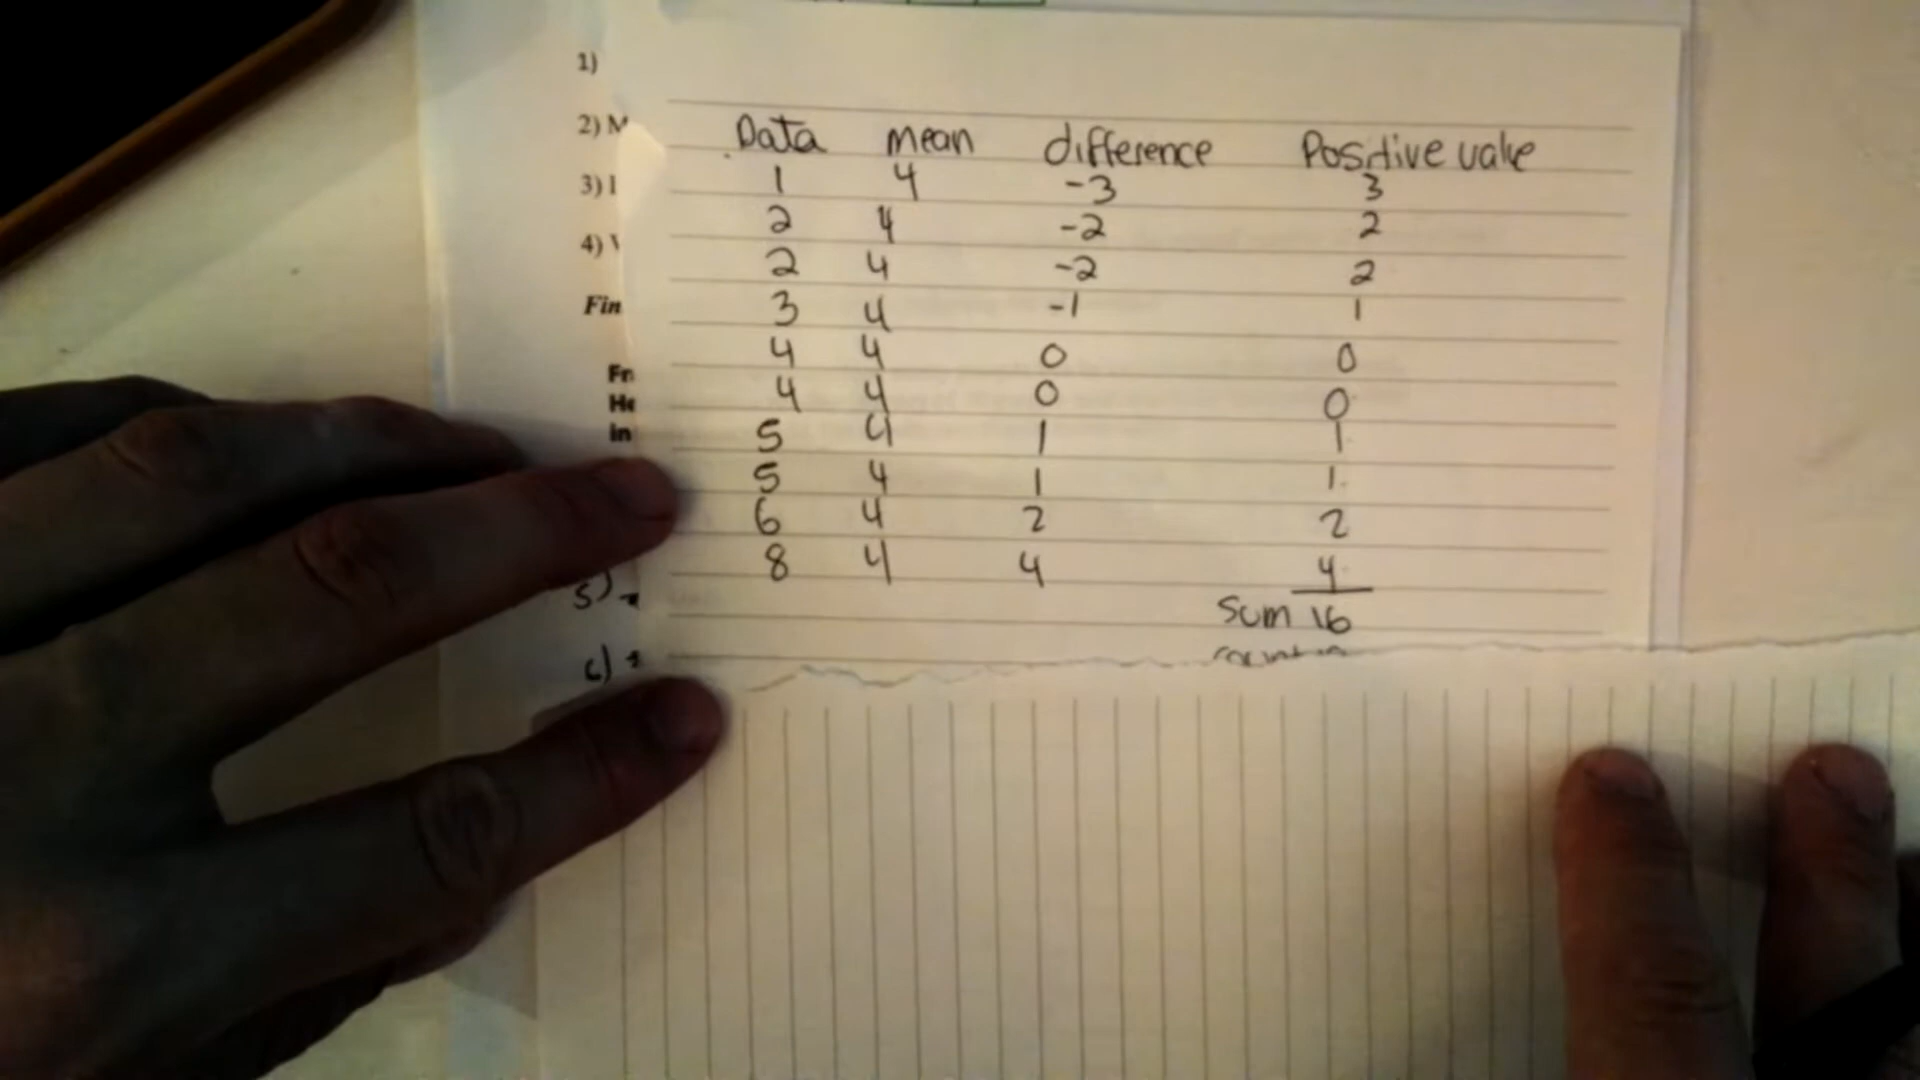 1)
2) M
3) I
4)
Fin
Fr
He
in
5)
c)
Data mean difference Positive value
1 4 -3 3
2 4 -2 2
2 4 -2 2
3 4 -1 1
4 4 0 0
4 4 0 0
5 4 1 1
5 4 1 1
6 4 2 2
8 4 4 4
Sum 16